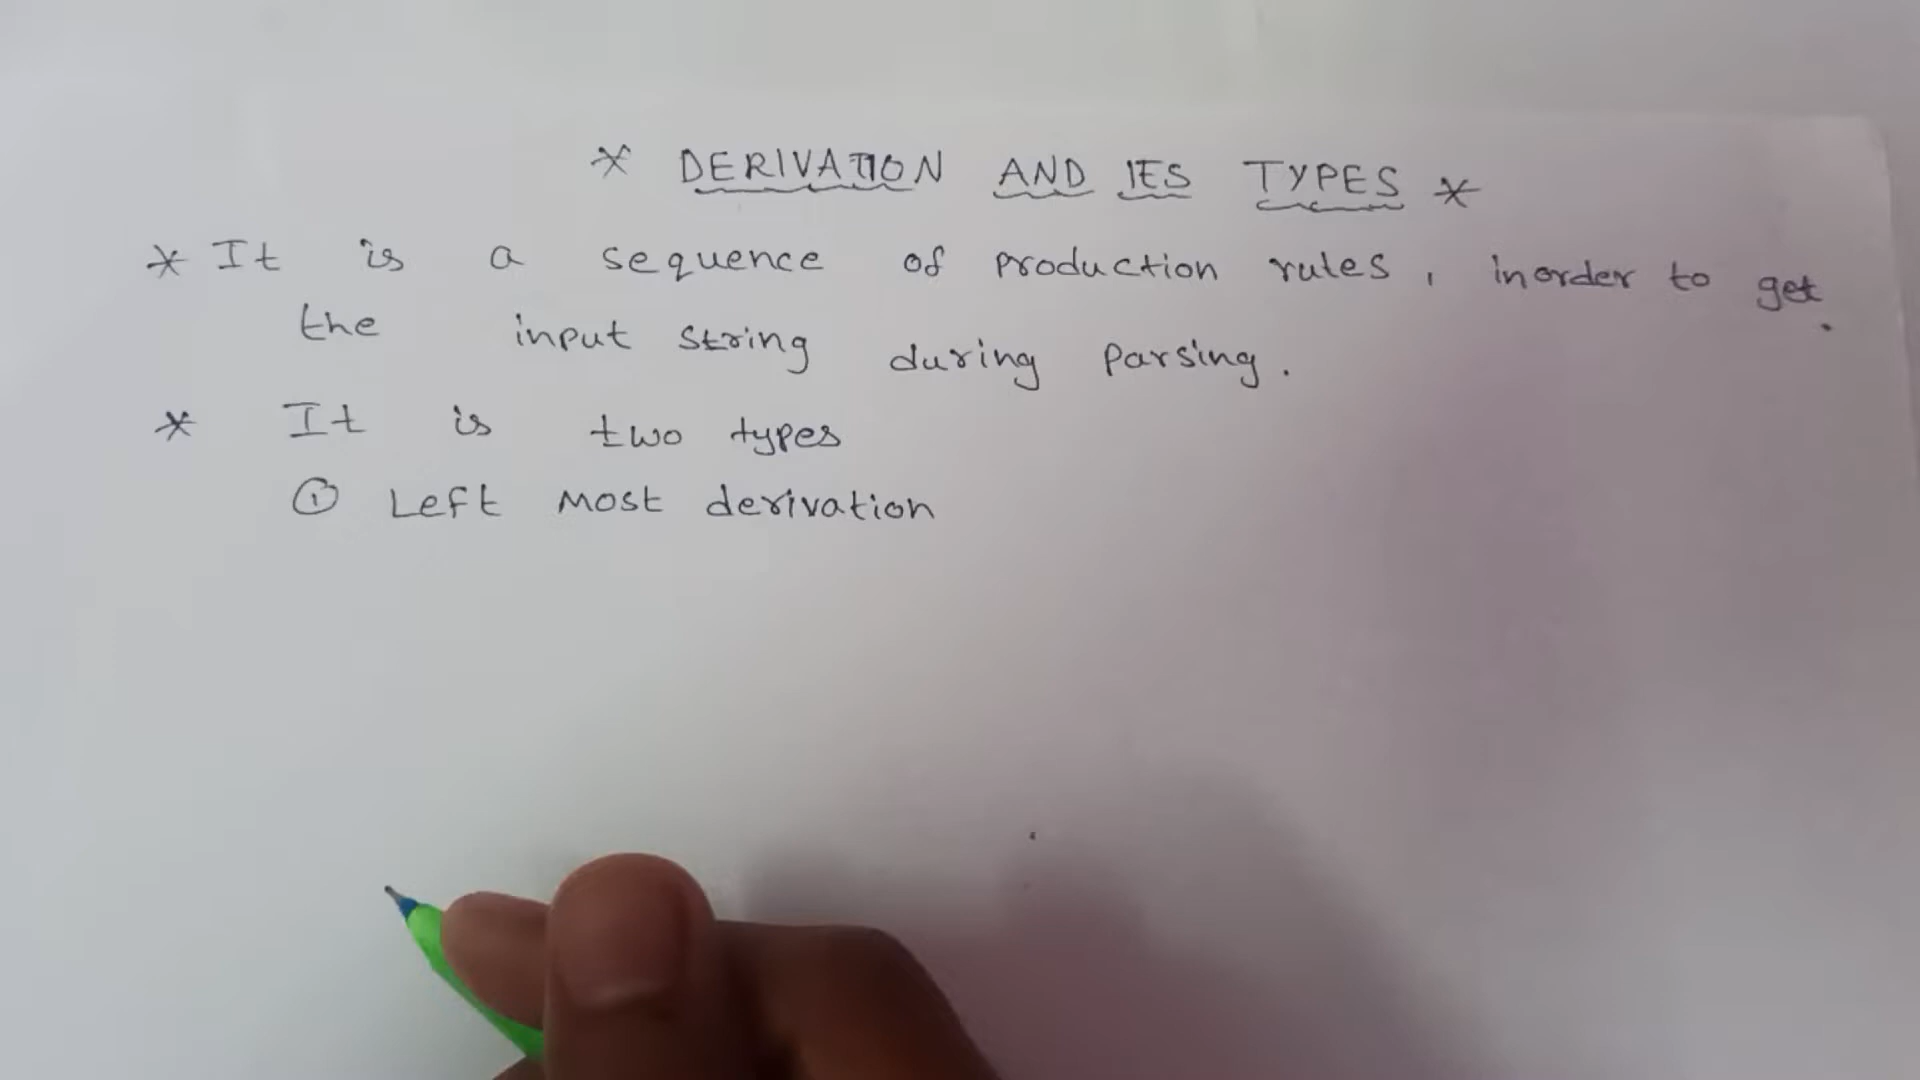 * DERIVATION AND ITS TYPES *
* It is a sequence of production rules, inorder to get
the input string during parsing.
* It is two types
① Left most derivation